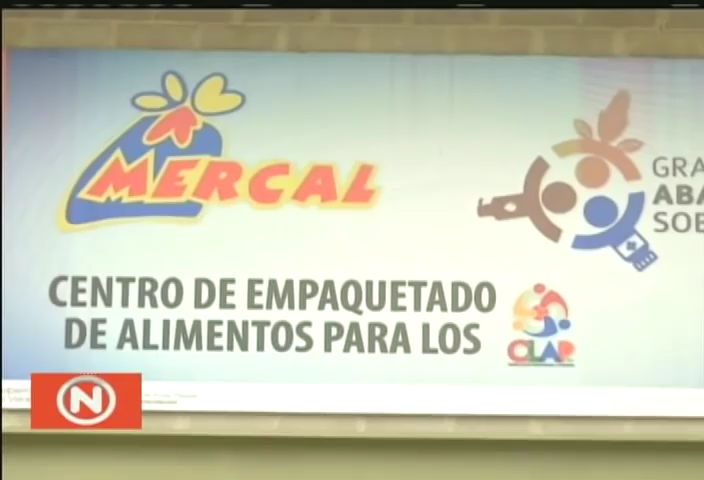 MERCAL
GRA
ABA
SOB
CENTRO DE EMPAQUETADO
DE ALIMENTOS PARA LOS
CLAP
N